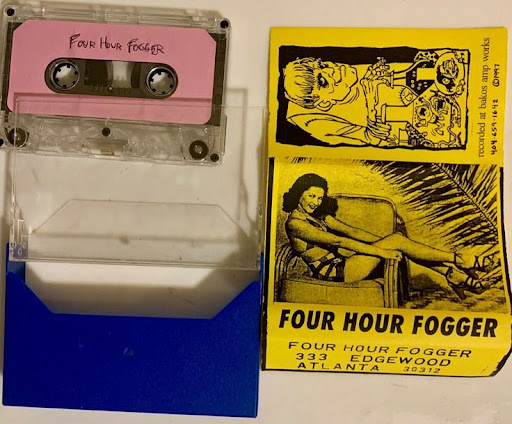 FOUR HOUR FOGGER
recorded at bakos amp works
404-659-1642 ©1997
FOUR HOUR FOGGER
FOUR HOUR FOGGER
333 EDGEWOOD
ATLANTA 30312